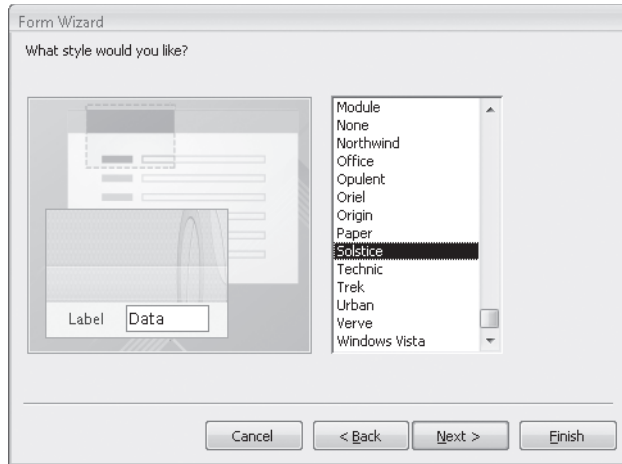 Form Wizard
What style would you like?
Label
Data
Module
None
Northwind
Office
Opulent
Oriel
Origin
Paper
Solstice
Technic
Trek
Urban
Verve
Windows Vista
Cancel
< Back
Next >
Finish